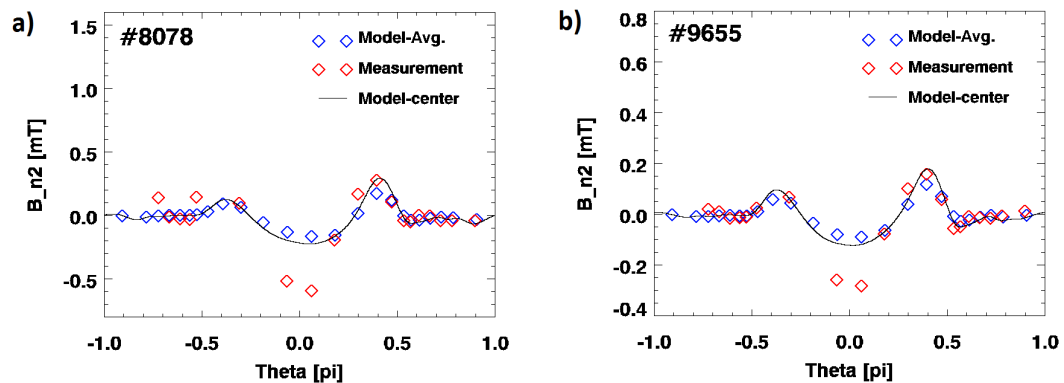 a)
#8078
Model-Avg.
Measurement
Model-center
B_n2 [mT]
1.5
1.0
0.5
0.0
-0.5
-1.0
-0.5
0.0
0.5
1.0
Theta [pi]
b)
#9655
Model-Avg.
Measurement
Model-center
B_n2 [mT]
0.8
0.6
0.4
0.2
0.0
-0.2
-0.4
-1.0
-0.5
0.0
0.5
1.0
Theta [pi]